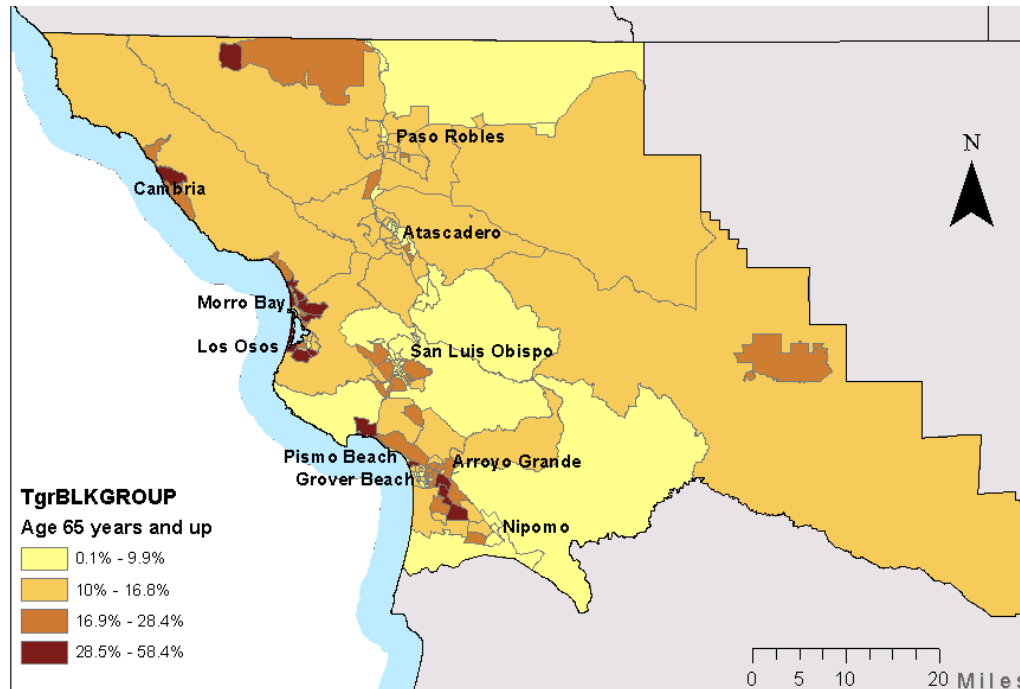 N
Paso Robles
Cambria
Atascadero
Morro Bay
Los Osos
San Luis Obispo
Pismo Beach
Arroyo Grande
Grover Beach
Nipomo
TgrBLKGROUP
Age 65 years and up
0.1% - 9.9%
10% - 16.8%
16.9% - 28.4%
28.5% - 58.4%
0 5 10 20 Miles